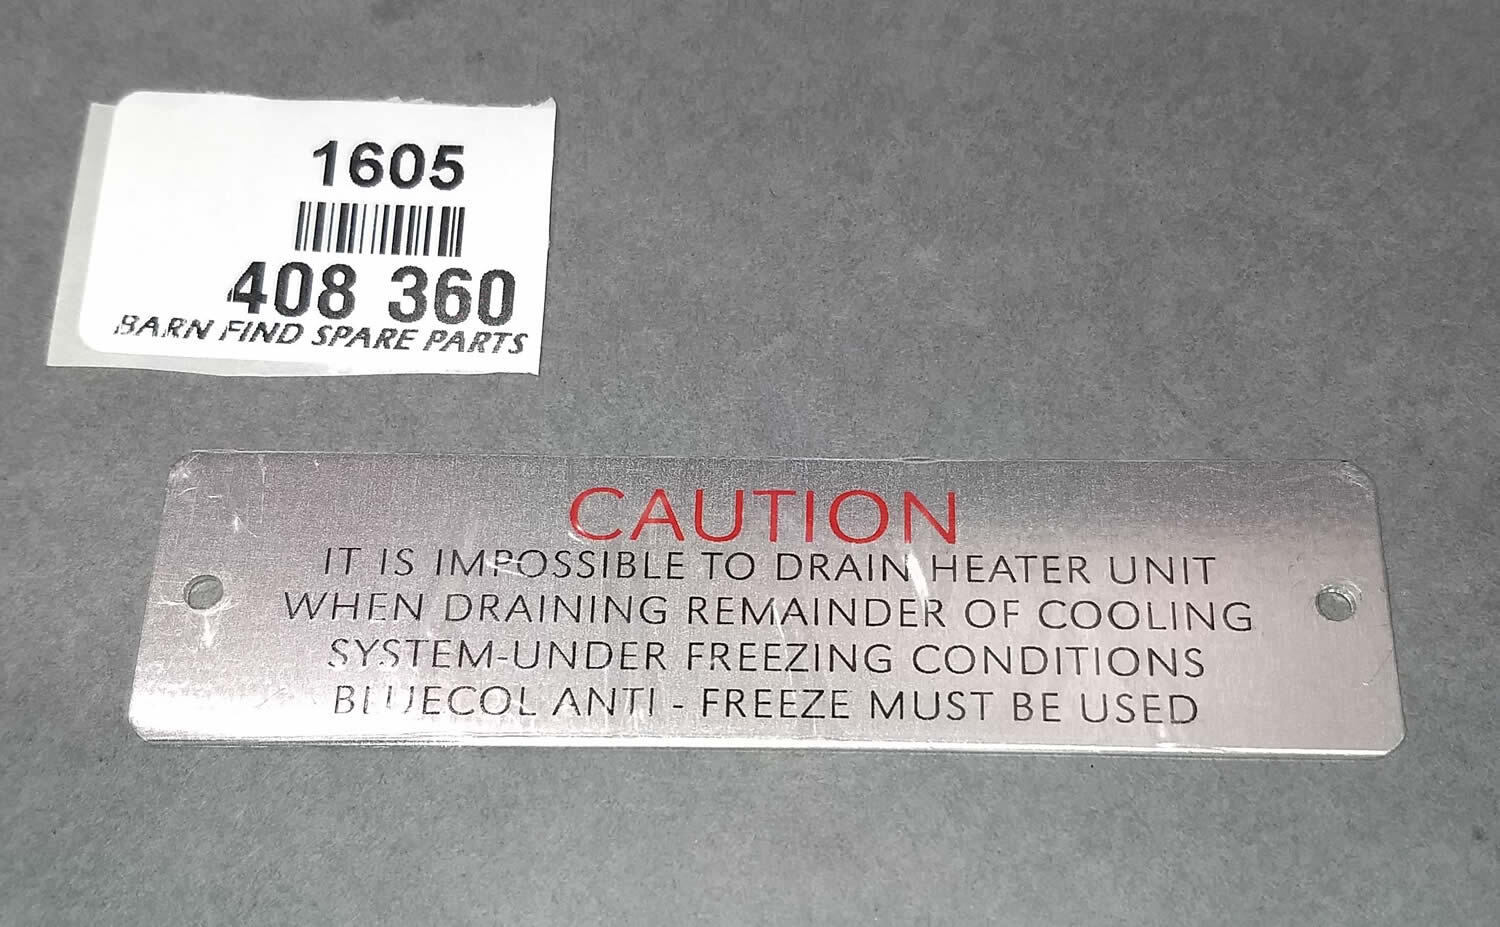 1605
408 360
BARN FIND SPARE PARTS
CAUTION
IT IS IMPOSSIBLE TO DRAIN HEATER UNIT
WHEN DRAINING REMAINDER OF COOLING
SYSTEM-UNDER FREEZING CONDITIONS
BLUECOL ANTI - FREEZE MUST BE USED